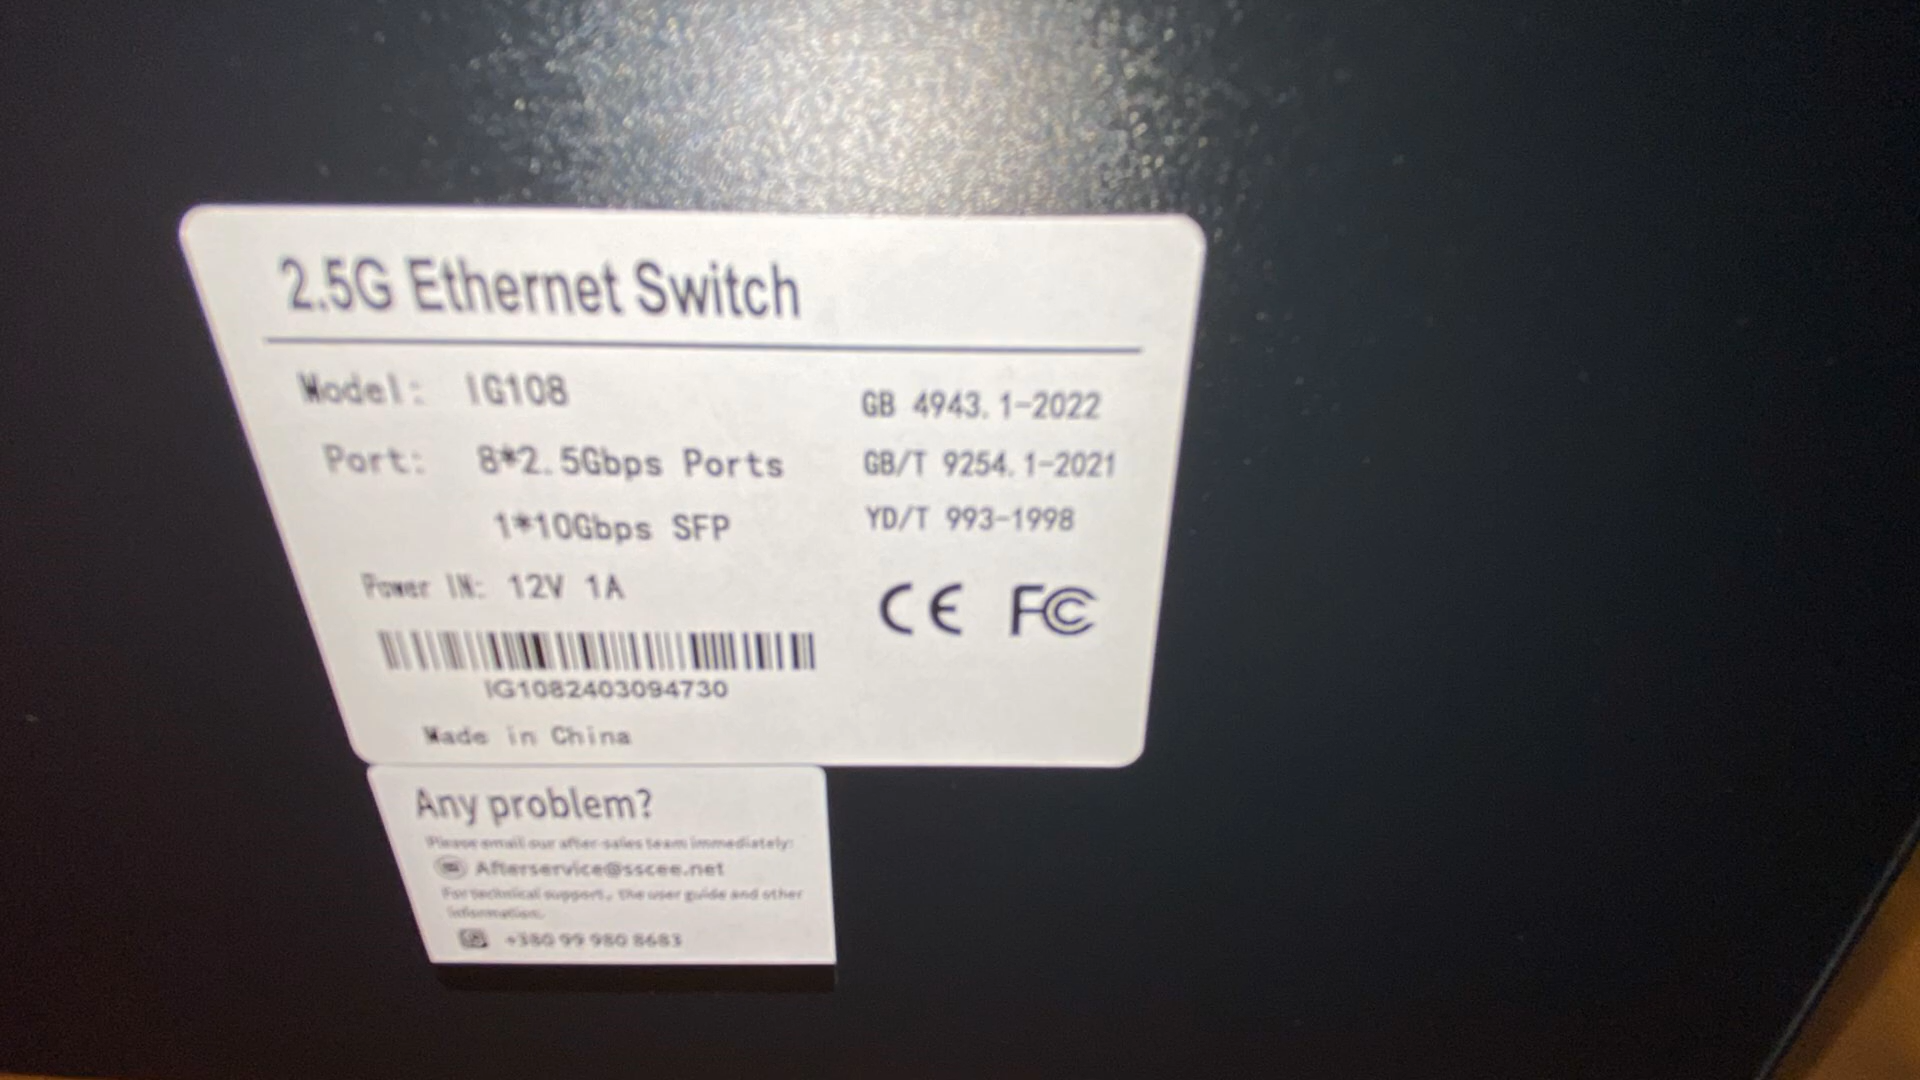 2.5G Ethernet Switch
Model: IG108
Port: 8*2.5Gbps Ports
1*10Gbps SFP
Power IN: 12V 1A
GB 4943.1-2022
GB/T 9254.1-2021
YD/T 993-1998
CE FC
IG1082403094730
Made in China
Any problem?
Please email our after-sales team immediately:
Afterservice@sscee.net
For technical support, the user guide and other
information.
+380 99 980 8683